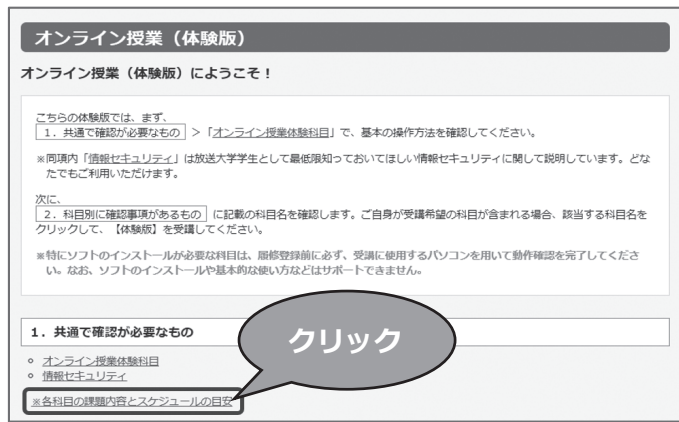 オンライン授業（体験版）
オンライン授業（体験版）にようこそ！
こちらの体験版では、まず、
1．共通で確認が必要なもの ＞「オンライン授業体験科目」で、基本の操作方法を確認してください。
※同項内「情報セキュリティ」は放送大学学生として最低限知っておいてほしい情報セキュリティに関して説明しています。どな
たでもご利用いただけます。
次に、
2．科目別に確認事項があるもの に記載の科目名を確認します。ご自身が受講希望の科目が含まれる場合、該当する科目名を
クリックして、【体験版】を受講してください。
※特にソフトのインストールが必要な科目は、履修登録前に必ず、受講に使用するパソコンを用いて動作確認を完了してくださ
い。なお、ソフトのインストールや基本的な使い方などはサポートできません。
1．共通で確認が必要なもの
クリック
○ オンライン授業体験科目
○ 情報セキュリティ
※各科目の課題内容とスケジュールの目安